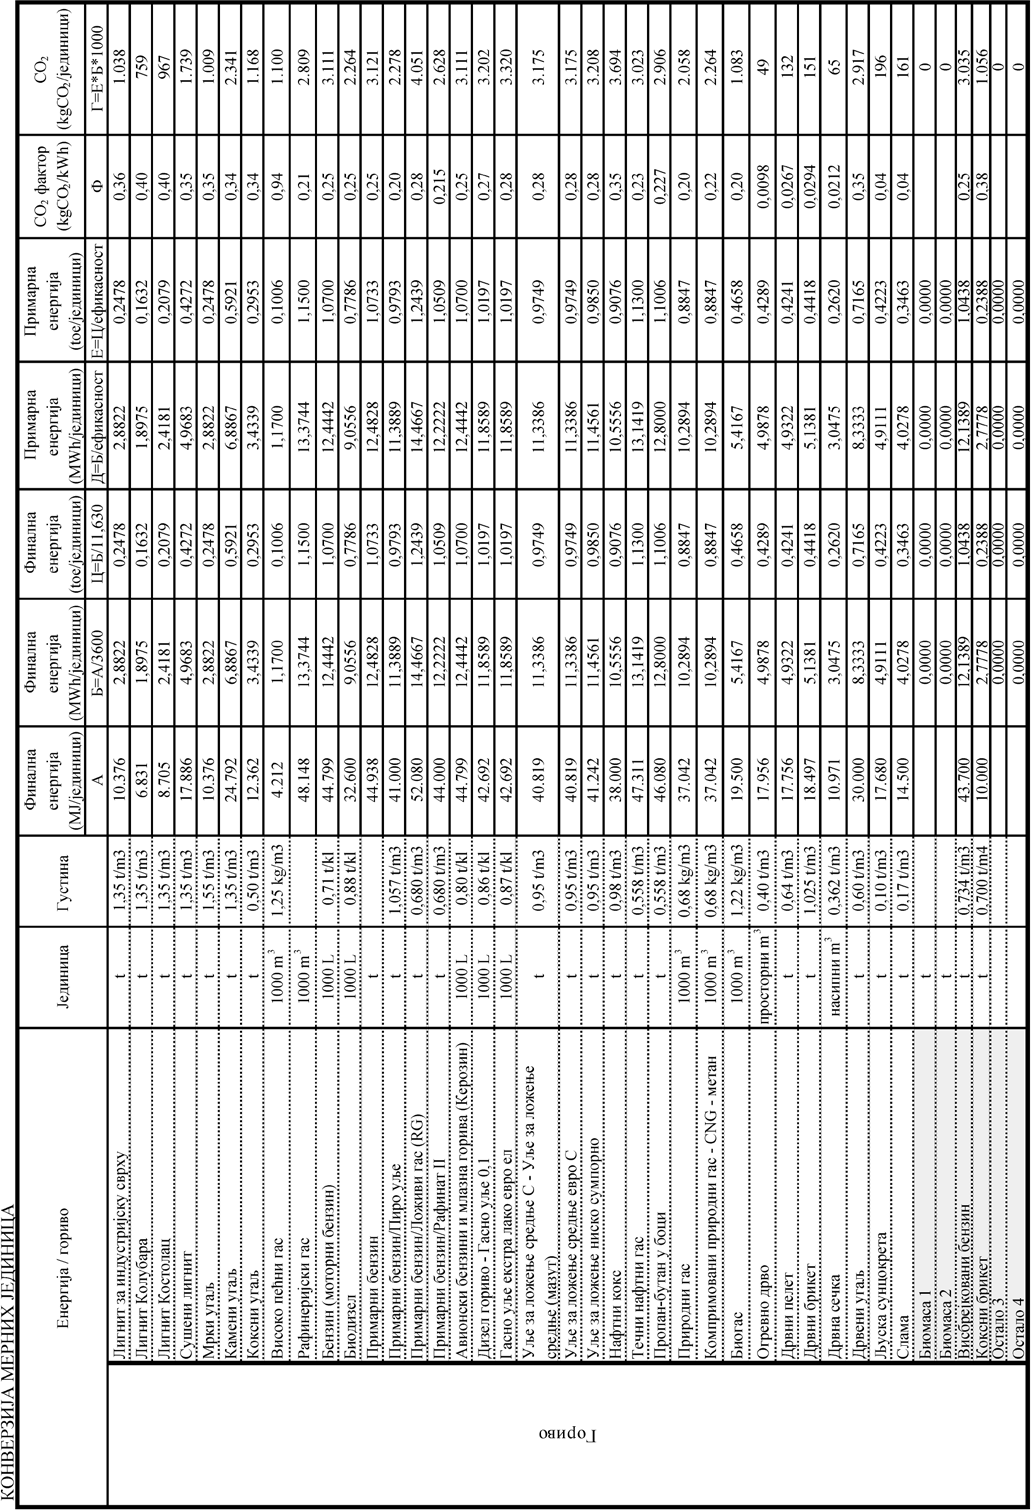 КОНВЕРЗИЈА МЕРНИХ ЈЕДИНИЦА
Енергија / гориво Јединица Густина Финална енергија (MJ/јединици) Финална енергија (MWh/јединици) Финална енергија (toe/јединици) Примарна енергија (MWh/јединици) Примарна енергија (toe/јединици) CO₂ фактор (kgCO₂/kWh) CO₂ (kgCO₂/јединици)
А Б=А/3600 Ц=Б/11,630 Д=Б/ефикасност Е=Ц/ефикасност Ф Г=Е*Б*1000
Гориво
Лигнит за индустријску сврху t 1,35 t/m3 10.376 2,8822 0,2478 2,8822 0,2478 0,36 1.038
Лигнит Колубара t 1,35 t/m3 6.831 1,8975 0,1632 1,8975 0,1632 0,40 759
Лигнит Костолац t 1,35 t/m3 8.705 2,4181 0,2079 2,4181 0,2079 0,40 967
Сушени лигнит t 1,35 t/m3 17.886 4,9683 0,4272 4,9683 0,4272 0,35 1.739
Мрки угаљ t 1,55 t/m3 10.376 2,8822 0,2478 2,8822 0,2478 0,35 1.009
Камени угаљ t 1,35 t/m3 24.792 6,8867 0,5921 6,8867 0,5921 0,34 2.341
Коксни угаљ t 0,50 t/m3 12.362 3,4339 0,2953 3,4339 0,2953 0,34 1.168
Високо пећни гас 1000 m³ 1,25 kg/m3 4.212 1,1700 0,1006 1,1700 0,1006 0,94 1.100
Рафинеријски гас 1000 m³ 48.148 13,3744 1,1500 13,3744 1,1500 0,21 2.809
Бензин (моторни бензин) 1000 L 0,71 t/kl 44.799 12,4442 1,0700 12,4442 1,0700 0,25 3.111
Биодизел 1000 L 0,88 t/kl 32.600 9,0556 0,7786 9,0556 0,7786 0,25 2.264
Примарни бензин t 44.938 12,4828 1,0733 12,4828 1,0733 0,25 3.121
Примарни бензин/Пиро уље t 1,057 t/m3 41.000 11,3889 0,9793 11,3889 0,9793 0,20 2.278
Примарни бензин/Ложиви гас (RG) t 0,680 t/m3 52.080 14,4667 1,2439 14,4667 1,2439 0,28 4.051
Примарни бензин/Рафинат II t 0,680 t/m3 44.000 12,2222 1,0509 12,2222 1,0509 0,215 2.628
Авионски бензини и млазна горива (Керозин) 1000 L 0,80 t/kl 44.799 12,4442 1,0700 12,4442 1,0700 0,25 3.111
Дизел гориво - Гасно уље 0,1 1000 L 0,86 t/kl 42.692 11,8589 1,0197 11,8589 1,0197 0,27 3.202
Гасно уље екстра лако евро ел 1000 L 0,87 t/kl 42.692 11,8589 1,0197 11,8589 1,0197 0,28 3.320
Уље за ложење средње С - Уље за ложење
средње (мазут) t 0,95 t/m3 40.819 11,3386 0,9749 11,3386 0,9749 0,28 3.175
Уље за ложење средње евро С t 0,95 t/m3 40.819 11,3386 0,9749 11,3386 0,9749 0,28 3.175
Уље за ложење ниско сумпорно t 0,95 t/m3 41.242 11,4561 0,9850 11,4561 0,9850 0,28 3.208
Нафтни кокс t 0,98 t/m3 38.000 10,5556 0,9076 10,5556 0,9076 0,35 3.694
Течни нафтни гас t 0,558 t/m3 47.311 13,1419 1,1300 13,1419 1,1300 0,23 3.023
Пропан-бутан у боци t 0,558 t/m3 46.080 12,8000 1,1006 12,8000 1,1006 0,227 2.906
Природни гас 1000 m³ 0,68 kg/m3 37.042 10,2894 0,8847 10,2894 0,8847 0,20 2.058
Компримовани природни гас - CNG - метан 1000 m³ 0,68 kg/m3 37.042 10,2894 0,8847 10,2894 0,8847 0,22 2.264
Биогас 1000 m³ 1,22 kg/m3 19.500 5,4167 0,4658 5,4167 0,4658 0,20 1.083
Огревно дрво просторни m³ 0,40 t/m3 17.956 4,9878 0,4289 4,9878 0,4289 0,0098 49
Дрвни пелет t 0,64 t/m3 17.756 4,9322 0,4241 4,9322 0,4241 0,0267 132
Дрвни брикет t 1,025 t/m3 18.497 5,1381 0,4418 5,1381 0,4418 0,0294 151
Дрвна сечка насипни m³ 0,362 t/m3 10.971 3,0475 0,2620 3,0475 0,2620 0,0212 65
Дрвени угаљ t 0,60 t/m3 30.000 8,3333 0,7165 8,3333 0,7165 0,35 2.917
Љуска сунцокрета t 0,10 t/m3 17.680 4,9111 0,4223 4,9111 0,4223 0,04 196
Слама t 0,17 t/m3 14.500 4,0278 0,3463 4,0278 0,3463 0,04 161
Биомаса 1 t 0,0000 0,0000 0,0000 0,0000 0
Биомаса 2 t 0,0000 0,0000 0,0000 0,0000 0
Висбрековани бензин t 0,734 t/m3 43.700 12,1389 1,0438 12,1389 1,0438 0,25 3.035
Коксни брикет t 0,700 t/m4 10.000 2,7778 0,2388 2,7778 0,2388 0,38 1.056
Остало 3 0,0000 0,0000 0,0000 0,0000 0
Остало 4 0,0000 0,0000 0,0000 0,0000 0